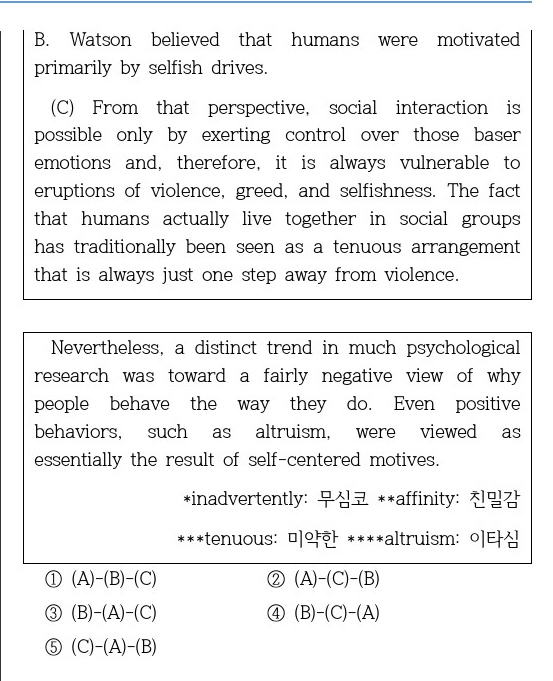 B. Watson believed that humans were motivated
primarily by selfish drives.
(C) From that perspective, social interaction is
possible only by exerting control over those baser
emotions and, therefore, it is always vulnerable to
eruptions of violence, greed, and selfishness. The fact
that humans actually live together in social groups
has traditionally been seen as a tenuous arrangement
that is always just one step away from violence.
Nevertheless, a distinct trend in much psychological
research was toward a fairly negative view of why
people behave the way they do. Even positive
behaviors, such as altruism, were viewed as
essentially the result of self-centered motives.
*inadvertently: 무심코 **affinity: 친밀감
***tenuous: 미약한 ****altruism: 이타심
① (A)-(B)-(C) ② (A)-(C)-(B)
③ (B)-(A)-(C) ④ (B)-(C)-(A)
⑤ (C)-(A)-(B)